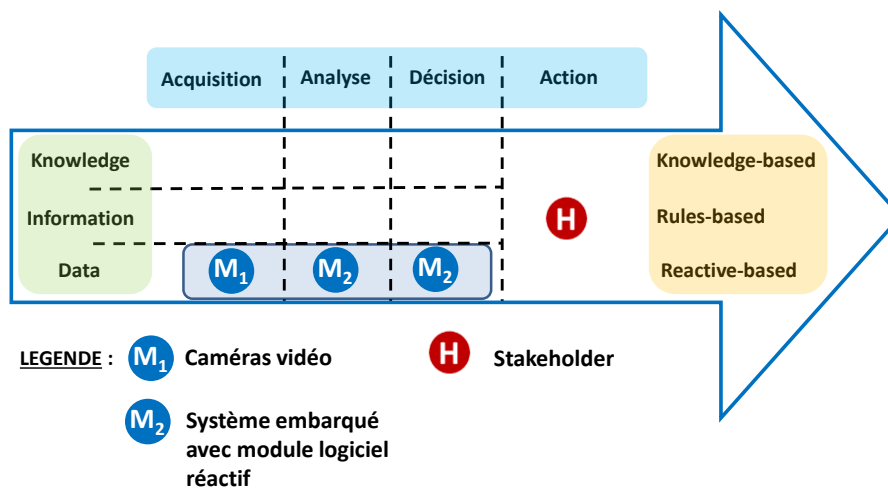 Acquisition Analyse Décision Action
Knowledge Knowledge-based
Information H Rules-based
Data M1 M2 M2 Reactive-based
LEGENDE : M1 Caméras vidéo H Stakeholder
M2 Système embarqué
avec module logiciel
réactif